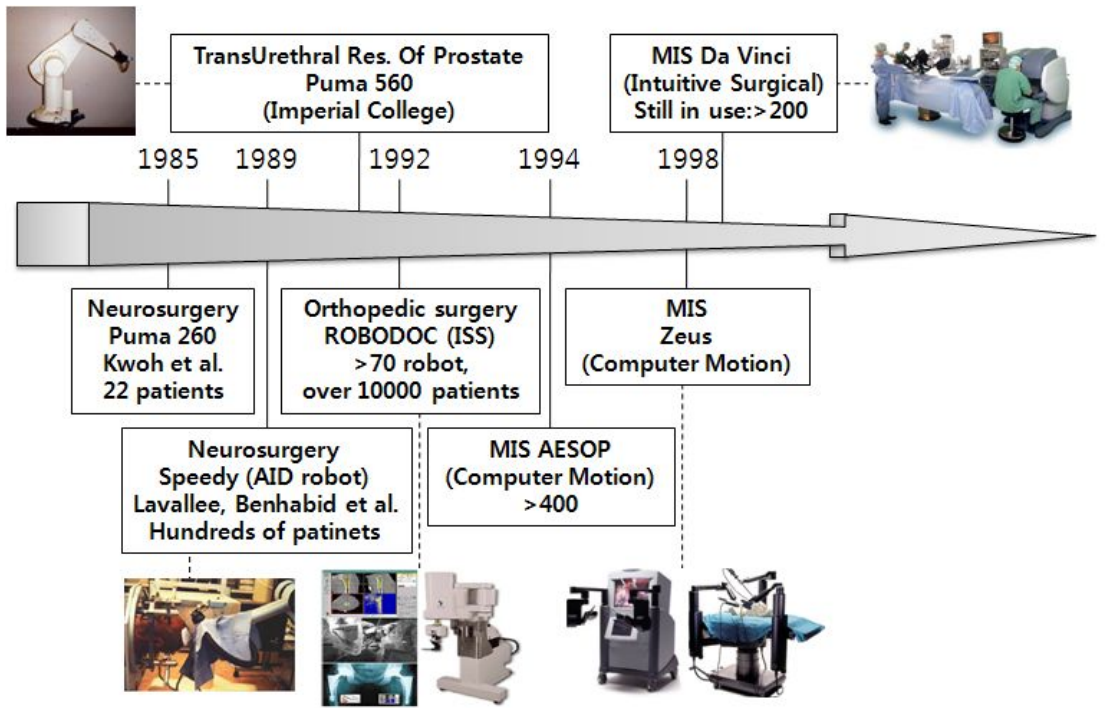 TransUrethral Res. Of Prostate
Puma 560
(Imperial College)
MIS Da Vinci
(Intuitive Surgical)
Still in use:>200
1985
1989
1992
1994
1998
Neurosurgery
Puma 260
Kwoh et al.
22 patients
Orthopedic surgery
ROBODOC (ISS)
>70 robot,
over 10000 patients
MIS
Zeus
(Computer Motion)
Neurosurgery
Speedy (AID robot)
Lavallee, Benhabid et al.
Hundreds of patinets
MIS AESOP
(Computer Motion)
>400